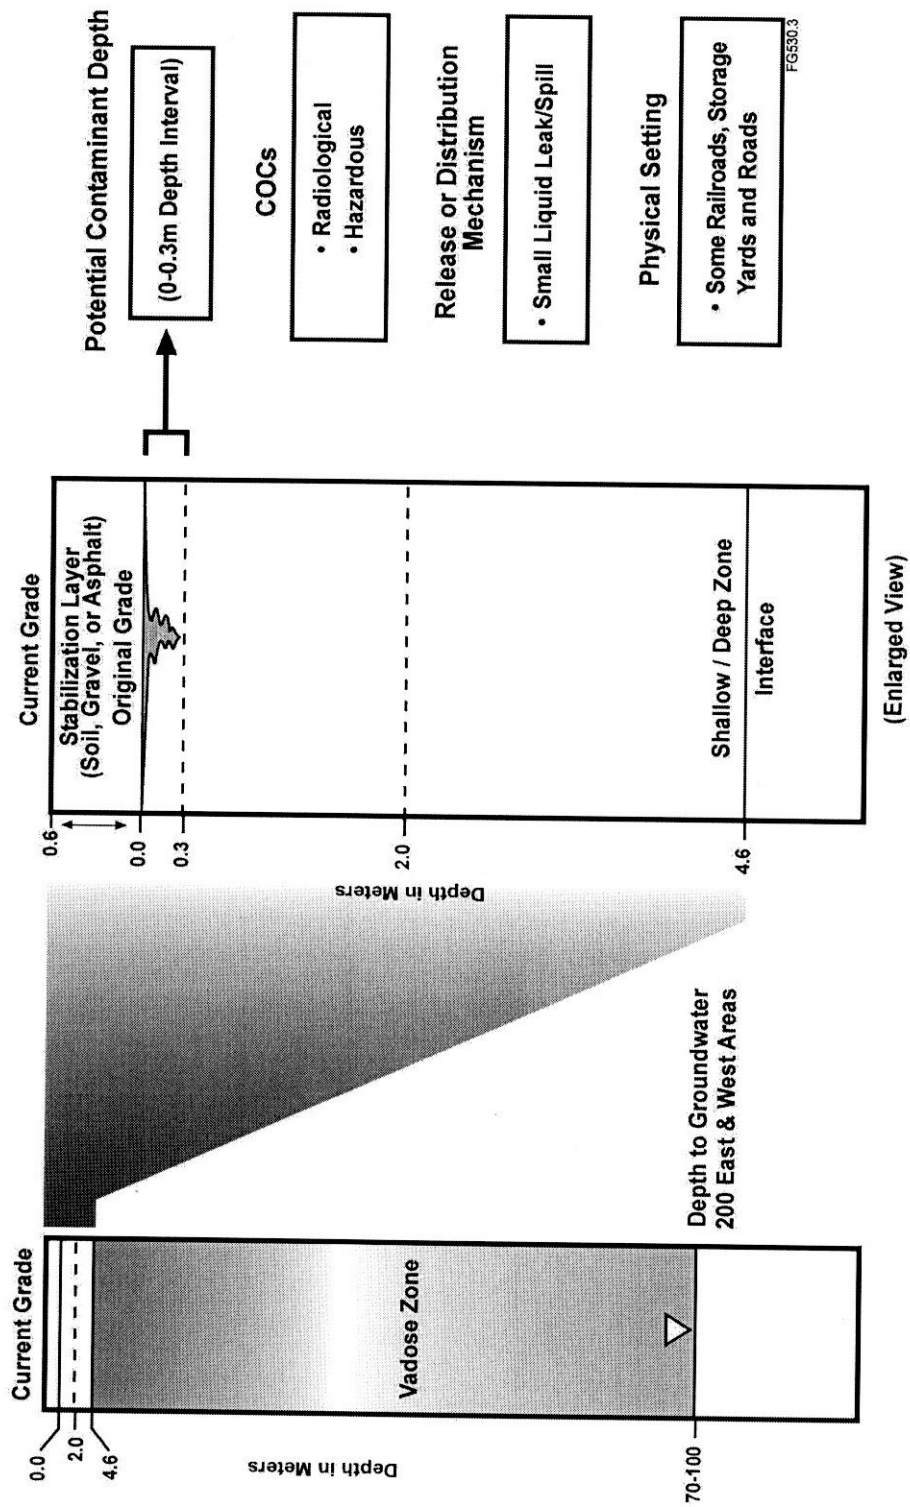 Current Grade
0.0
2.0
4.6
Depth in Meters
Vadose Zone
70-100
Depth to Groundwater
200 East & West Areas
Current Grade
0.6
Stabilization Layer
(Soil, Gravel, or Asphalt)
Original Grade
0.0
0.3
2.0
Depth in Meters
4.6
Shallow / Deep Zone
Interface
(Enlarged View)
Potential Contaminant Depth
(0-0.3m Depth Interval)
COCs
• Radiological
• Hazardous
Release or Distribution
Mechanism
• Small Liquid Leak/Spill
Physical Setting
• Some Railroads, Storage
Yards and Roads
FG530.3